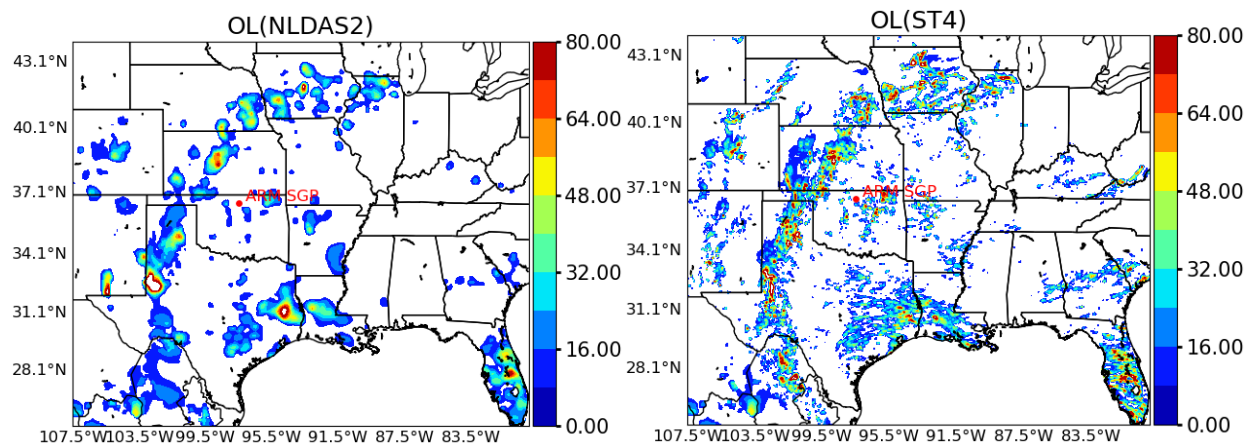 OL(NLDAS2)
43.1°N
40.1°N
37.1°N
34.1°N
31.1°N
28.1°N
107.5°W
103.5°W
99.5°W
95.5°W
91.5°W
87.5°W
83.5°W
ARM SGP
80.00
64.00
48.00
32.00
16.00
0.00
OL(ST4)
43.1°N
40.1°N
37.1°N
34.1°N
31.1°N
28.1°N
107.5°W
103.5°W
99.5°W
95.5°W
91.5°W
87.5°W
83.5°W
ARM SGP
80.00
64.00
48.00
32.00
16.00
0.00